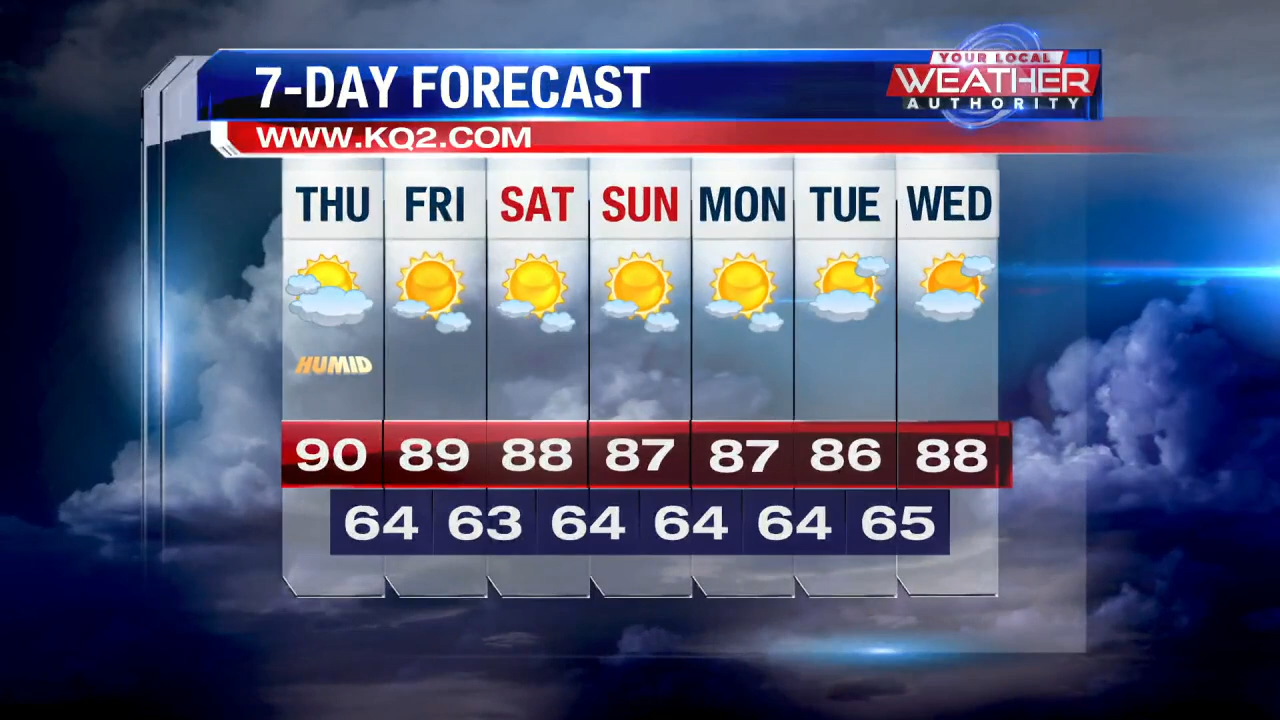 7-DAY FORECAST
YOUR LOCAL
WEATHER
AUTHORITY
WWW.KQ2.COM
THU FRI SAT SUN MON TUE WED
HUMID
90 89 88 87 87 86 88
64 63 64 64 64 65